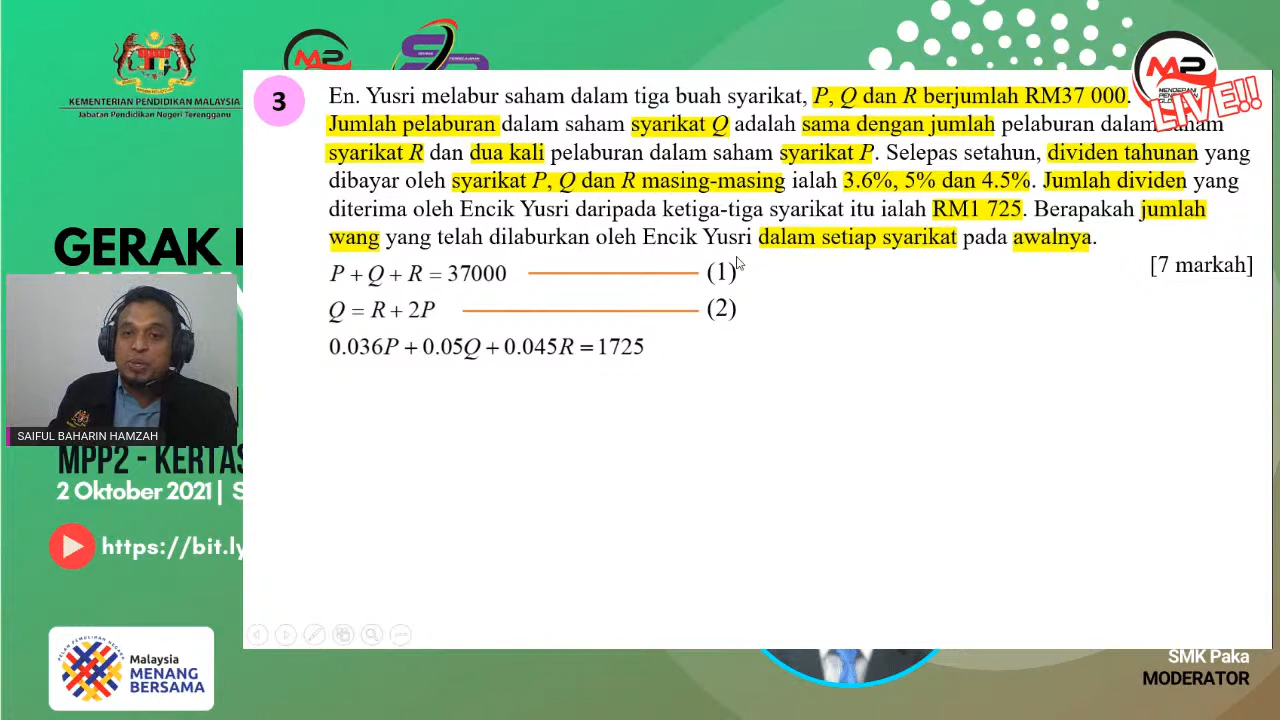 KEMENTERIAN PENDIDIKAN MALAYSIA
Jabatan Pendidikan Negeri Terengganu
MP
MP
LIVE!!
3
En. Yusri melabur saham dalam tiga buah syarikat, P, Q dan R berjumlah RM37 000.
Jumlah pelaburan dalam saham syarikat Q adalah sama dengan jumlah pelaburan dalam saham
syarikat R dan dua kali pelaburan dalam saham syarikat P. Selepas setahun, dividen tahunan yang
dibayar oleh syarikat P, Q dan R masing-masing ialah 3.6%, 5% dan 4.5%. Jumlah dividen yang
diterima oleh Encik Yusri daripada ketiga-tiga syarikat itu ialah RM1 725. Berapakah jumlah
wang yang telah dilaburkan oleh Encik Yusri dalam setiap syarikat pada awalnya.
[7 markah]
P + Q + R = 37000 (1)
Q = R + 2P (2)
0.036P + 0.05Q + 0.045R = 1725
GERAK
SAIFUL BAHARIN HAMZAH
MPP2 - KERTAS
2 Oktober 2021 | S
https://bit.ly
Malaysia
MENANG
BERSAMA
SMK Paka
MODERATOR